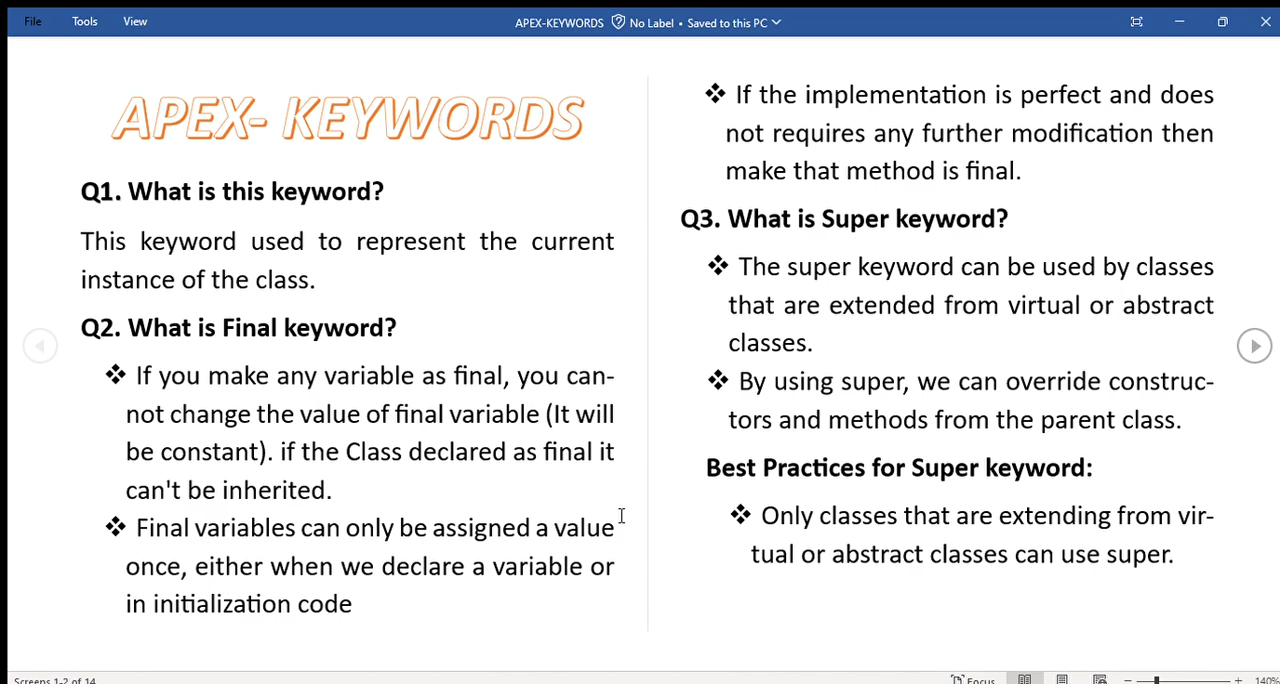 File Tools View APEX-KEYWORDS No Label • Saved to this PC
APEX- KEYWORDS
Q1. What is this keyword?
This keyword used to represent the current
instance of the class.
Q2. What is Final keyword?
❖ If you make any variable as final, you can-
not change the value of final variable (It will
be constant). if the Class declared as final it
can't be inherited.
❖ Final variables can only be assigned a value
once, either when we declare a variable or
in initialization code
❖ If the implementation is perfect and does
not requires any further modification then
make that method is final.
Q3. What is Super keyword?
❖ The super keyword can be used by classes
that are extended from virtual or abstract
classes.
❖ By using super, we can override construc-
tors and methods from the parent class.
Best Practices for Super keyword:
❖ Only classes that are extending from vir-
tual or abstract classes can use super.
Screens 1-2 of 14 Focus 140%